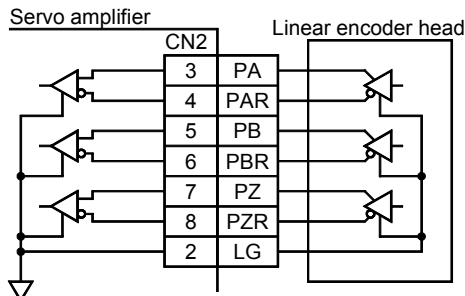 Servo amplifier
Linear encoder head
CN2
3 PA
4 PAR
5 PB
6 PBR
7 PZ
8 PZR
2 LG